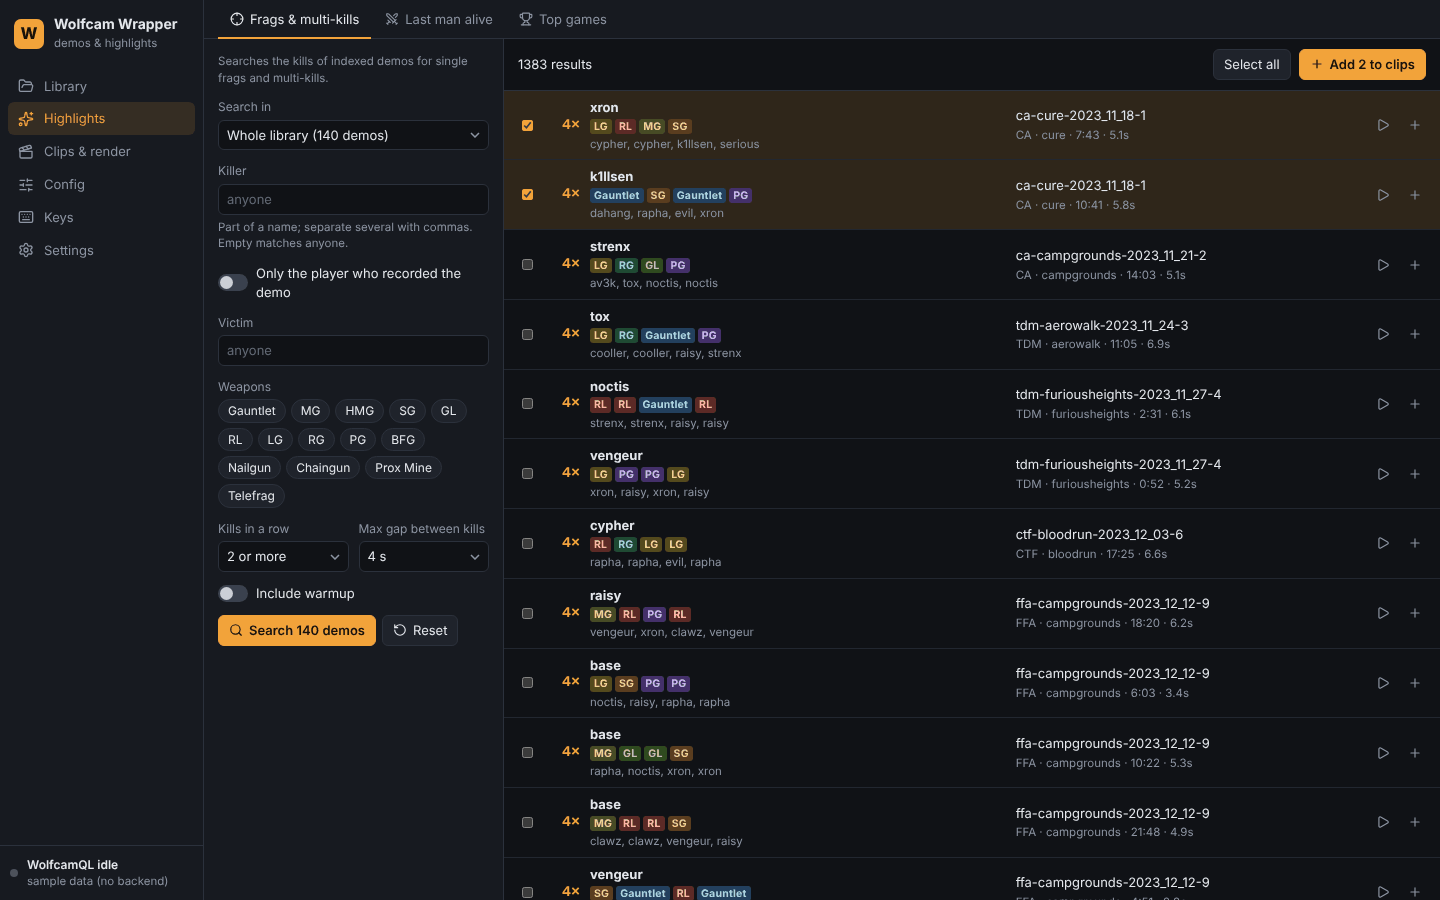 W
Wolfcam Wrapper
demos & highlights
Library
Highlights
Clips & render
Config
Keys
Settings
WolfcamQL idle
sample data (no backend)
Frags & multi-kills
Last man alive
Top games
Searches the kills of indexed demos for single
frags and multi-kills.
Search in
Whole library (140 demos)
Killer
anyone
Part of a name; separate several with commas.
Empty matches anyone.
Only the player who recorded the
demo
Victim
anyone
Weapons
Gauntlet MG HMG SG GL
RL LG RG PG BFG
Nailgun Chaingun Prox Mine
Telefrag
Kills in a row Max gap between kills
2 or more 4 s
Include warmup
Search 140 demos Reset
1383 results
Select all
+ Add 2 to clips
4× xron
LG RL MG SG
cypher, cypher, k1llsen, serious
ca-cure-2023_11_18-1
CA · cure · 7:43 · 5.1s
4× k1llsen
Gauntlet SG Gauntlet PG
dahang, rapha, evil, xron
ca-cure-2023_11_18-1
CA · cure · 10:41 · 5.8s
4× strenx
LG RG GL PG
av3k, tox, noctis, noctis
ca-campgrounds-2023_11_21-2
CA · campgrounds · 14:03 · 5.1s
4× tox
LG RG Gauntlet PG
cooller, cooller, raisy, strenx
tdm-aerowalk-2023_11_24-3
TDM · aerowalk · 11:05 · 6.9s
4× noctis
RL RL Gauntlet RL
strenx, strenx, raisy, raisy
tdm-furiousheights-2023_11_27-4
TDM · furiousheights · 2:31 · 6.1s
4× vengeur
LG PG PG LG
xron, raisy, xron, raisy
tdm-furiousheights-2023_11_27-4
TDM · furiousheights · 0:52 · 5.2s
4× cypher
RL RG LG LG
rapha, rapha, evil, rapha
ctf-bloodrun-2023_12_03-6
CTF · bloodrun · 17:25 · 6.6s
4× raisy
MG RL PG RL
vengeur, xron, clawz, vengeur
ffa-campgrounds-2023_12_12-9
FFA · campgrounds · 18:20 · 6.2s
4× base
LG SG PG PG
noctis, raisy, rapha, rapha
ffa-campgrounds-2023_12_12-9
FFA · campgrounds · 6:03 · 3.4s
4× base
MG GL GL SG
rapha, noctis, xron, xron
ffa-campgrounds-2023_12_12-9
FFA · campgrounds · 10:22 · 5.3s
4× base
MG RL RL SG
clawz, clawz, vengeur, raisy
ffa-campgrounds-2023_12_12-9
FFA · campgrounds · 21:48 · 4.9s
4× vengeur
SG Gauntlet RL Gauntlet
ffa-campgrounds-2023_12_12-9